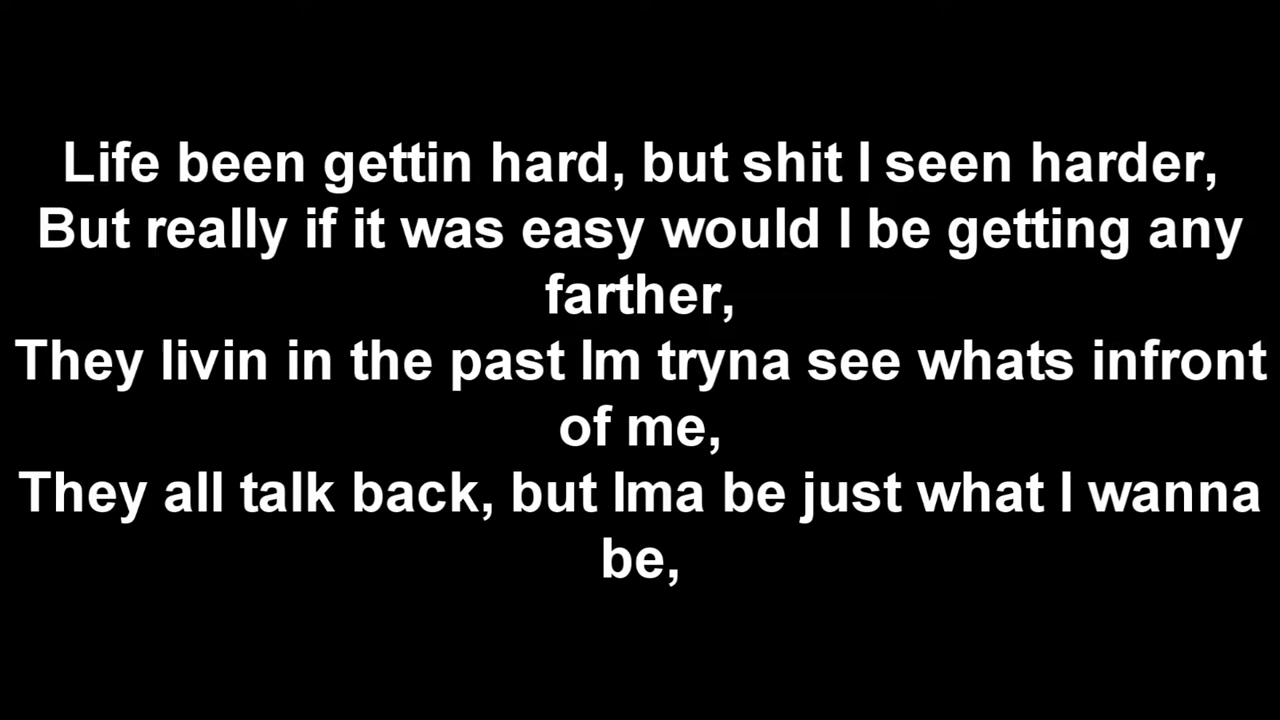 Life been gettin hard, but shit I seen harder,
But really if it was easy would I be getting any
farther,
They livin in the past Im tryna see whats infront
of me,
They all talk back, but Ima be just what I wanna
be,